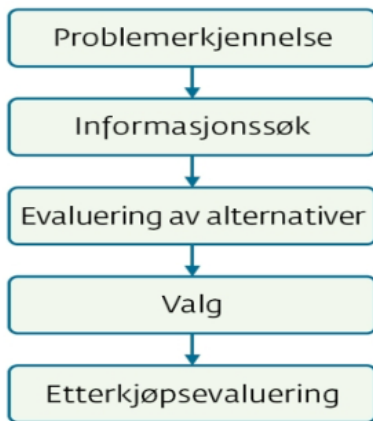 Problemerkjennelse
Informasjonssøk
Evaluering av alternativer
Valg
Etterkjøpsevaluering